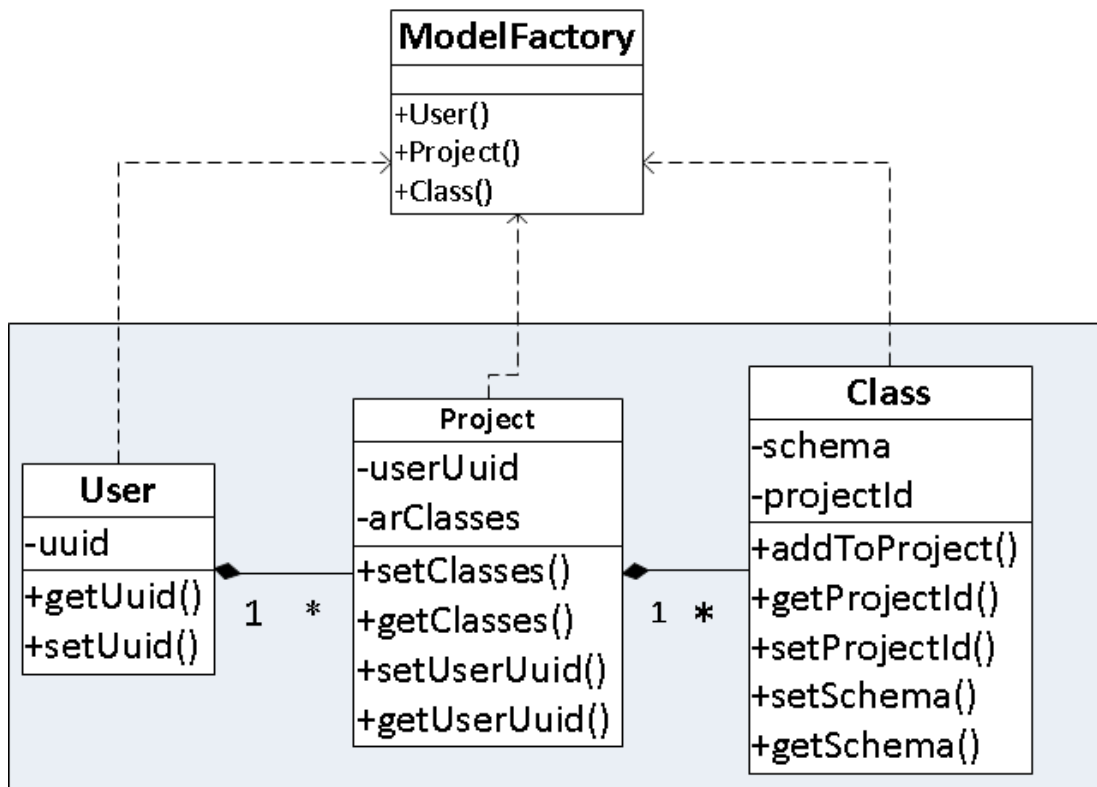 ModelFactory
+User()
+Project()
+Class()
User
-uuid
+getUuid()
+setUuid()
1 *
Project
-userUuid
-arClasses
+setClasses()
+getClasses()
+setUserUuid()
+getUserUuid()
1 *
Class
-schema
-projectId
+addToProject()
+getProjectId()
+setProjectId()
+setSchema()
+getSchema()